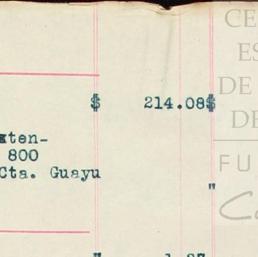 CE
ES
DE
DE
$ 214.08$
xten-
800
Cta. Guayu
"
FU